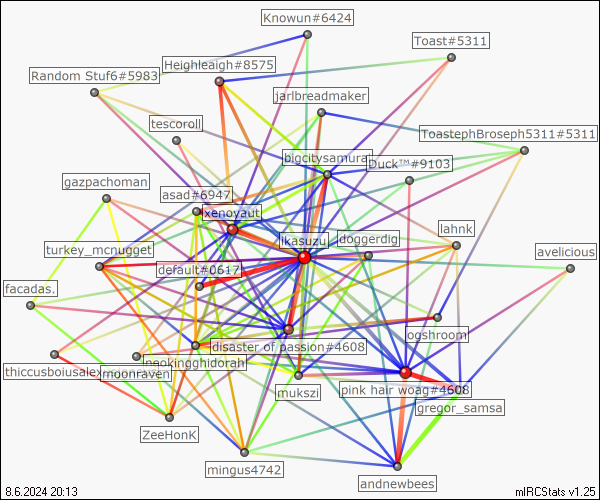 Knowun#6424
Toast#5311
Heighleaigh#8575
Random Stuf6#5983
jarlbreadmaker
tescoroll
ToastephBroseph5311#5311
bigcitysamura
Duck™#9103
gazpachoman
asad#6947
xenoyaut
lahnk
ikasuzu
doggerdig
turkey_mcnugget
avelicious
default#0617
facadas.
disaster of passion#4608
ogshroom
neokingghidorah
thiccusboiusalex
moonraven
mukszi
pink hair woag#4608
gregor_samsa
ZeeHonK
mingus4742
andnewbees
8.6.2024 20:13
mIRCStats v1.25